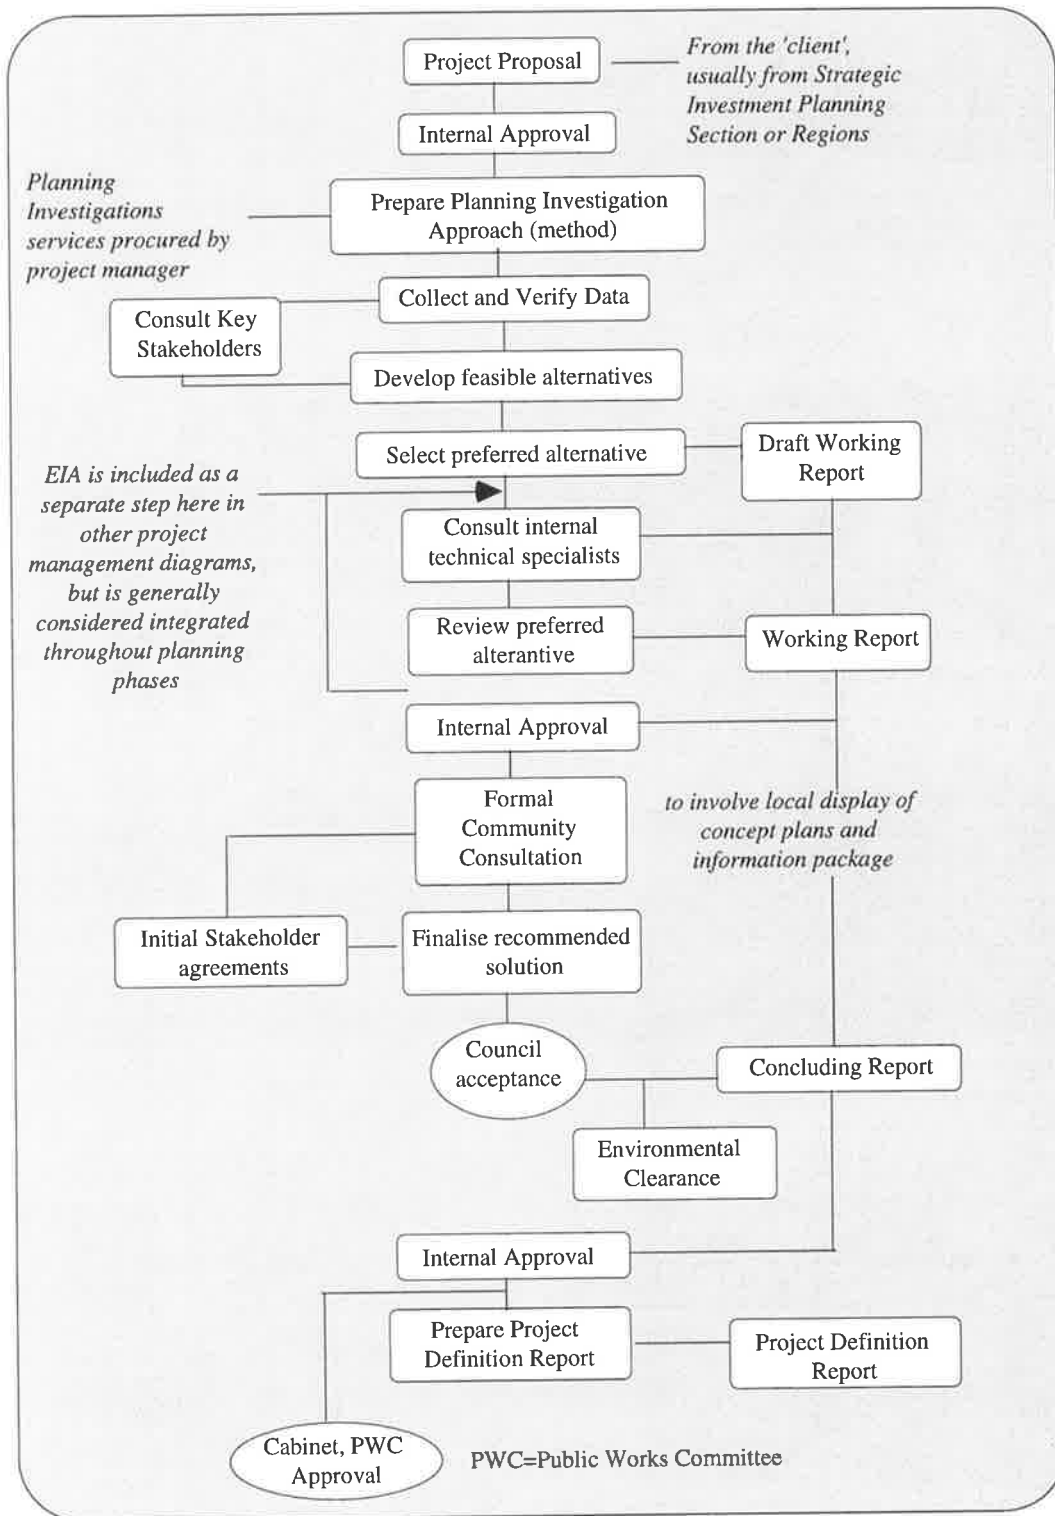 Project Proposal
From the 'client',
usually from Strategic
Investment Planning
Section or Regions
Internal Approval
Planning
Investigations
services procured by
project manager
Prepare Planning Investigation
Approach (method)
Collect and Verify Data
Consult Key
Stakeholders
Develop feasible alternatives
Select preferred alternative
Draft Working
Report
EIA is included as a
separate step here in
other project
management diagrams,
but is generally
considered integrated
throughout planning
phases
Consult internal
technical specialists
Review preferred
alterantive
Working Report
Internal Approval
Formal
Community
Consultation
to involve local display of
concept plans and
information package
Initial Stakeholder
agreements
Finalise recommended
solution
Council
acceptance
Concluding Report
Environmental
Clearance
Internal Approval
Prepare Project
Definition Report
Project Definition
Report
Cabinet, PWC
Approval
PWC=Public Works Committee